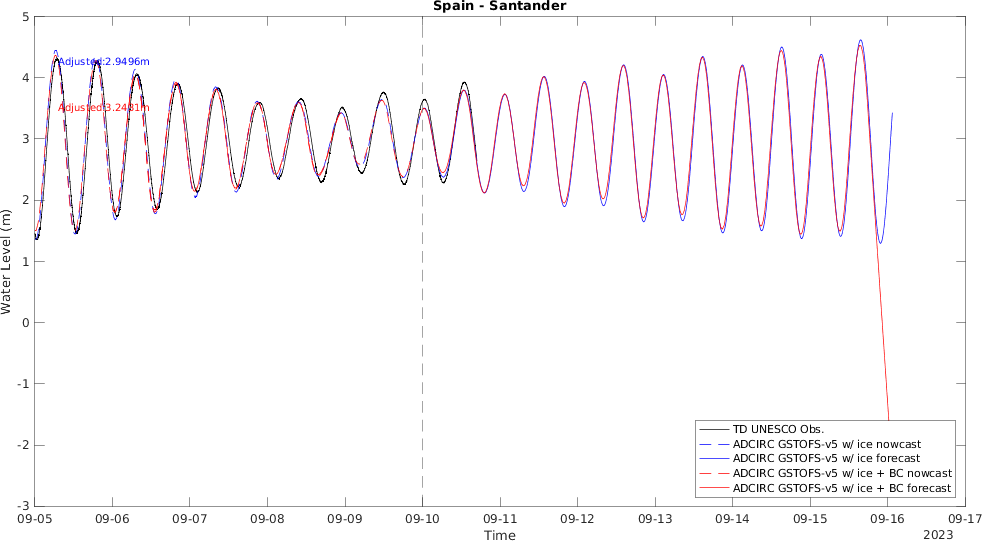 Spain - Santander
5
4
3
2
1
0
-1
-2
-3
Water Level (m)
Adjusted:2.9496m
TD UNESCO Obs.
ADCIRC GSTOFS-v5 w/ ice nowcast
ADCIRC GSTOFS-v5 w/ ice forecast
ADCIRC GSTOFS-v5 w/ ice + BC nowcast
ADCIRC GSTOFS-v5 w/ ice + BC forecast
09-05 09-06 09-07 09-08 09-09 09-10 09-11 09-12 09-13 09-14 09-15 09-16 09-17
Time
2023